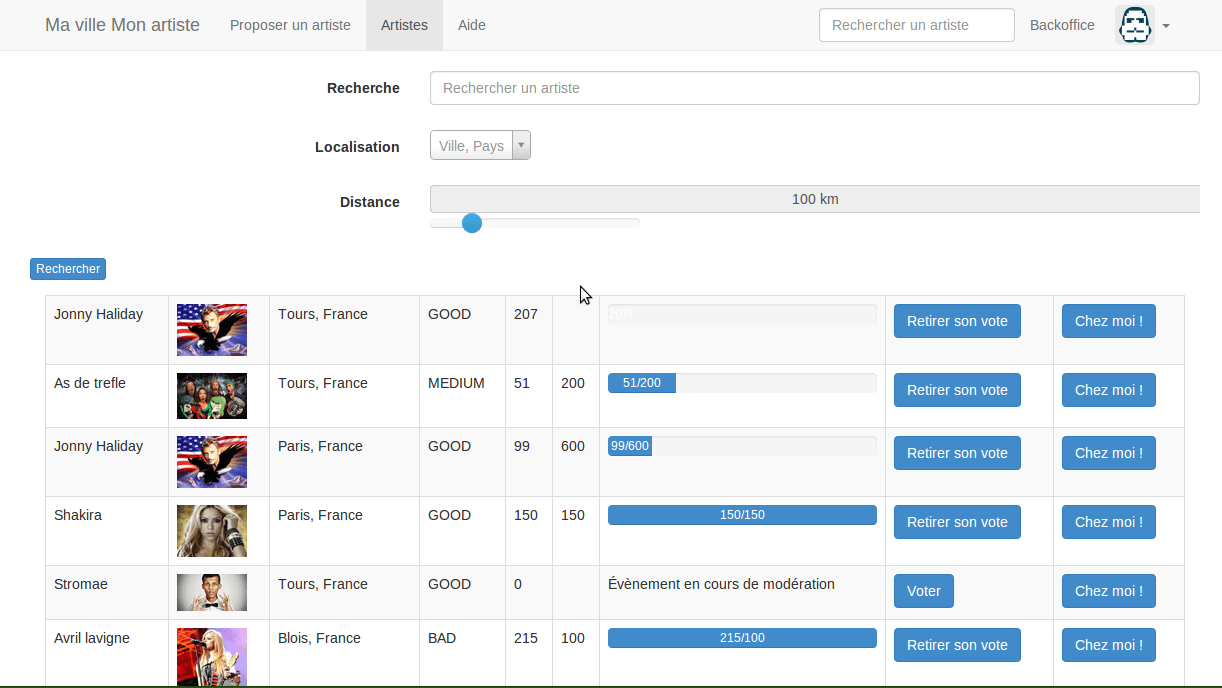 Ma ville Mon artiste Proposer un artiste Artistes Aide Rechercher un artiste Backoffice
Recherche Rechercher un artiste
Localisation Ville, Pays
Distance 100 km
Rechercher
Jonny Haliday Tours, France GOOD 207 207/ Retirer son vote Chez moi !
As de trefle Tours, France MEDIUM 51 200 51/200 Retirer son vote Chez moi !
Jonny Haliday Paris, France GOOD 99 600 99/600 Retirer son vote Chez moi !
Shakira Paris, France GOOD 150 150 150/150 Retirer son vote Chez moi !
Stromae Tours, France GOOD 0 Évènement en cours de modération Voter Chez moi !
Avril lavigne Blois, France BAD 215 100 215/100 Retirer son vote Chez moi !